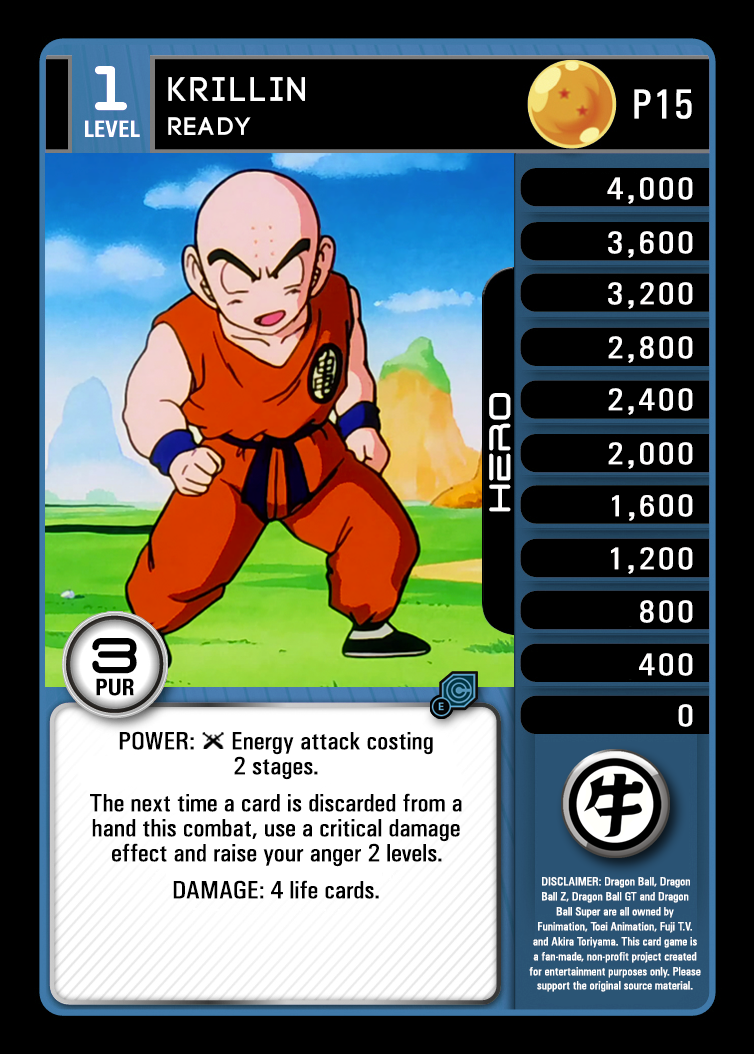 1
LEVEL
KRILLIN
READY
P15
4,000
3,600
3,200
2,800
2,400
2,000
1,600
1,200
800
400
0
HERO
3
PUR
E
POWER: Energy attack costing
2 stages.
The next time a card is discarded from a
hand this combat, use a critical damage
effect and raise your anger 2 levels.
DAMAGE: 4 life cards.
牛
DISCLAIMER: Dragon Ball, Dragon
Ball Z, Dragon Ball GT and Dragon
Ball Super are all owned by
Funimation, Toei Animation, Fuji T.V.
and Akira Toriyama. This card game is
a fan-made, non-profit project created
for entertainment purposes only. Please
support the original source material.